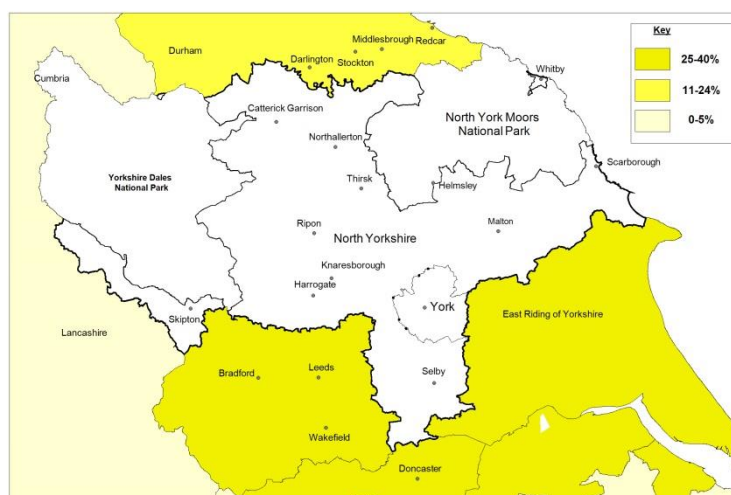 Key
25-40%
11-24%
0-5%
Redcar
Middlesbrough
Durham
Stockton
Darlington
Cumbria
Whitby
Catterick Garrison
North York Moors
National Park
Northallerton
Scarborough
Yorkshire Dales
National Park
Thirsk
Helmsley
Ripon
Malton
North Yorkshire
Knaresborough
Harrogate
York
Skipton
East Riding of Yorkshire
Lancashire
Bradford
Leeds
Selby
Wakefield
Doncaster